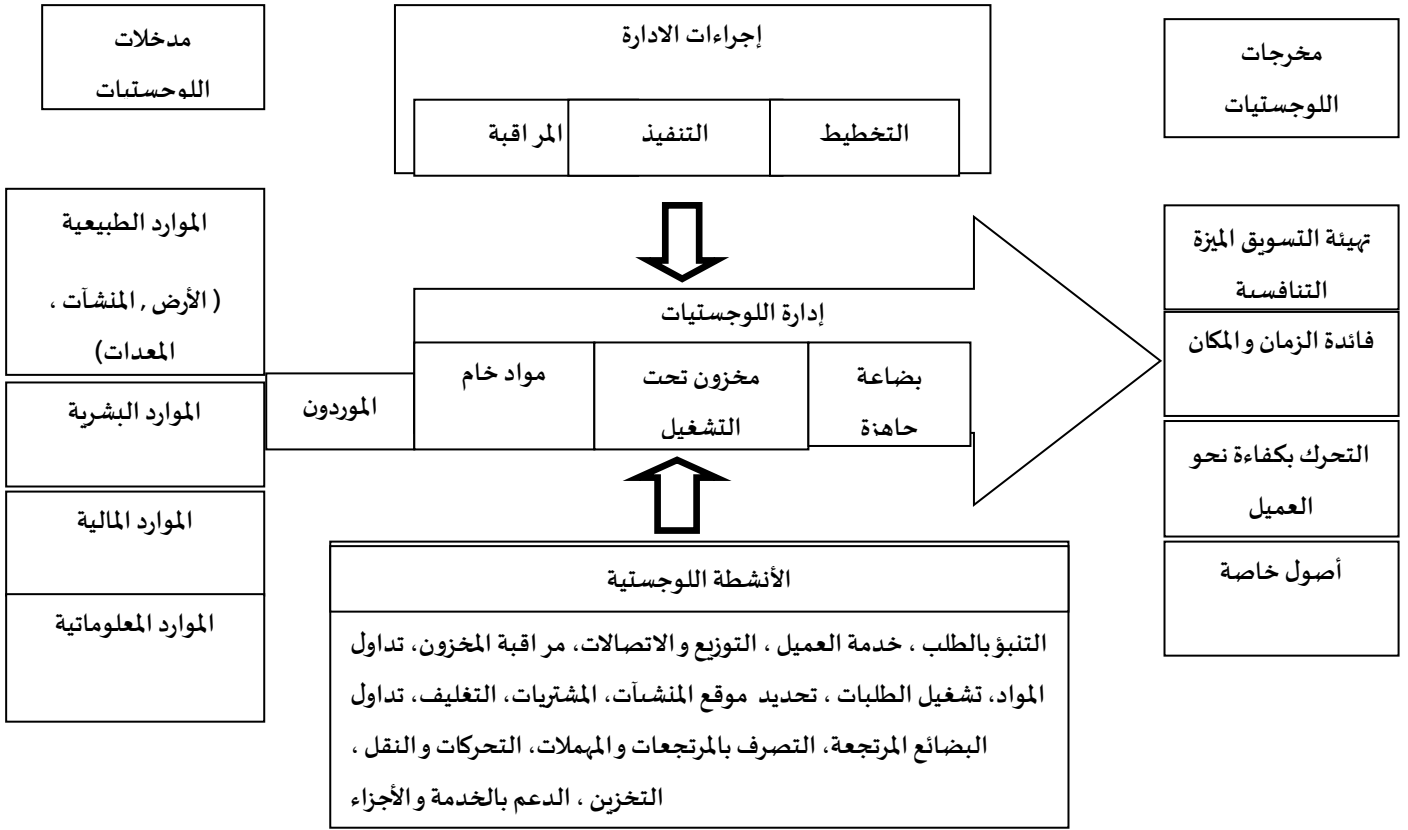 مدخلات
اللوجستيات
إجراءات الادارة
المراقبة
التنفيذ
التخطيط
مخرجات
اللوجستيات
الموارد الطبيعية
( الأرض , المنشآت ،
المعدات)
الموارد البشرية
الموارد المالية
الموارد المعلوماتية
الموردون
إدارة اللوجستيات
مواد خام
مخزون تحت
التشغيل
بضاعة
جاهزة
تهيئة التسويق الميزة
التنافسية
فائدة الزمان والمكان
التحرك بكفاءة نحو
العميل
أصول خاصة
الأنشطة اللوجستية
التنبؤ بالطلب ، خدمة العميل ، التوزيع والاتصالات، مراقبة المخزون، تداول
المواد، تشغيل الطلبات ، تحديد موقع المنشآت، المشتريات، التغليف، تداول
البضائع المرتجعة، التصرف بالمرتجعات والمهملات، التحركات والنقل ،
التخزين ، الدعم بالخدمة والأجزاء